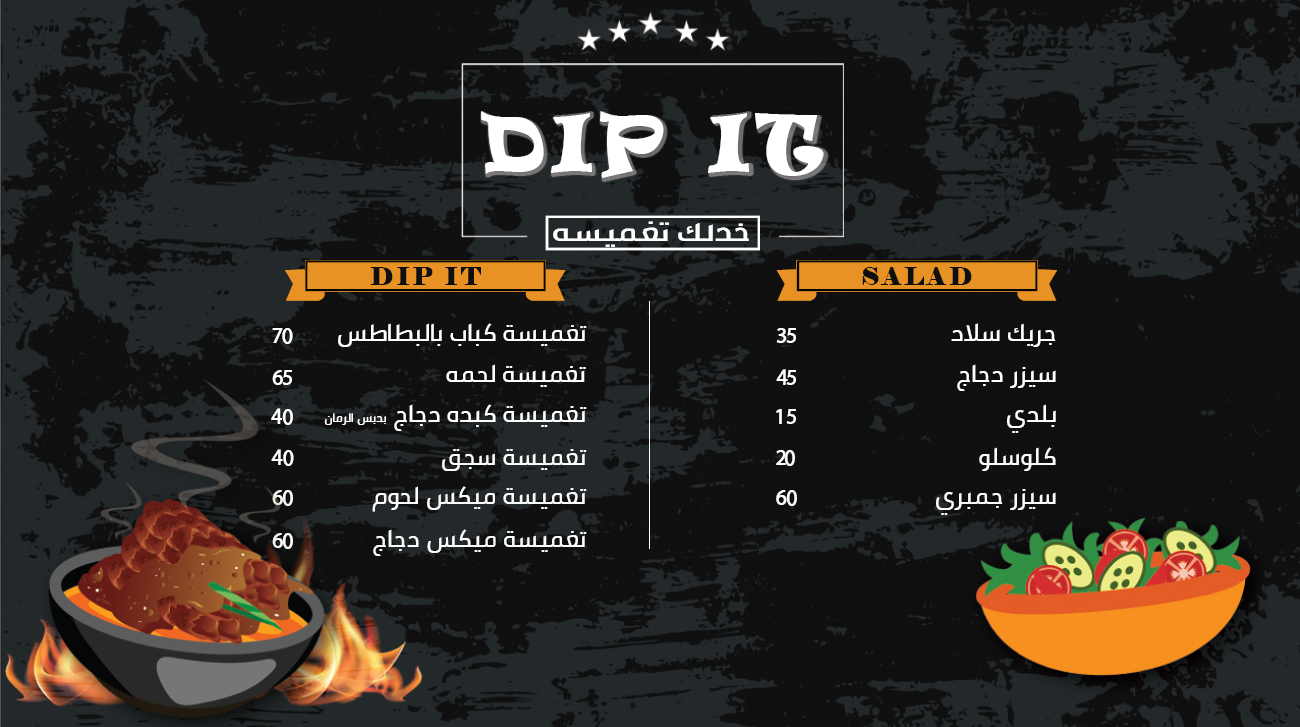 DIP IT
خدلك تغميسه
DIP IT
تغميسة كباب بالبطاطس 70
تغميسة لحمه 65
تغميسة كبده دجاج بدبس الرمان 40
تغميسة سجق 40
تغميسة ميكس لحوم 60
تغميسة ميكس دجاج 60
SALAD
جريك سلاد 35
سيزر دجاج 45
بلدي 15
كلوسلو 20
سيزر جمبري 60